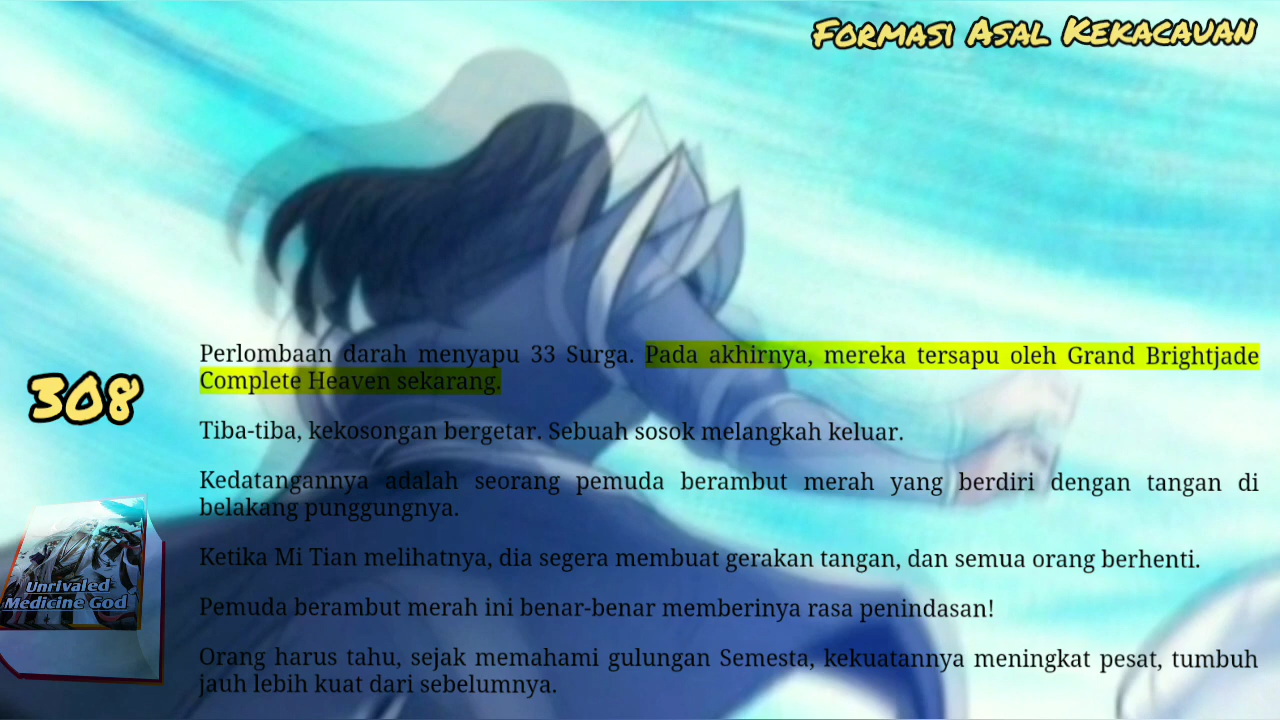 Formasi Asal Kekacauan
Perlombaan darah menyapu 33 Surga. Pada akhirnya, mereka tersapu oleh Grand Brightjade
Complete Heaven sekarang.
308
Tiba-tiba, kekosongan bergetar. Sebuah sosok melangkah keluar.
Kedatangannya adalah seorang pemuda berambut merah yang berdiri dengan tangan di
belakang punggungnya.
Ketika Mi Tian melihatnya, dia segera membuat gerakan tangan, dan semua orang berhenti.
Unrivaled
Medicine God
Pemuda berambut merah ini benar-benar memberinya rasa penindasan!
Orang harus tahu, sejak memahami gulungan Semesta, kekuatannya meningkat pesat, tumbuh
jauh lebih kuat dari sebelumnya.